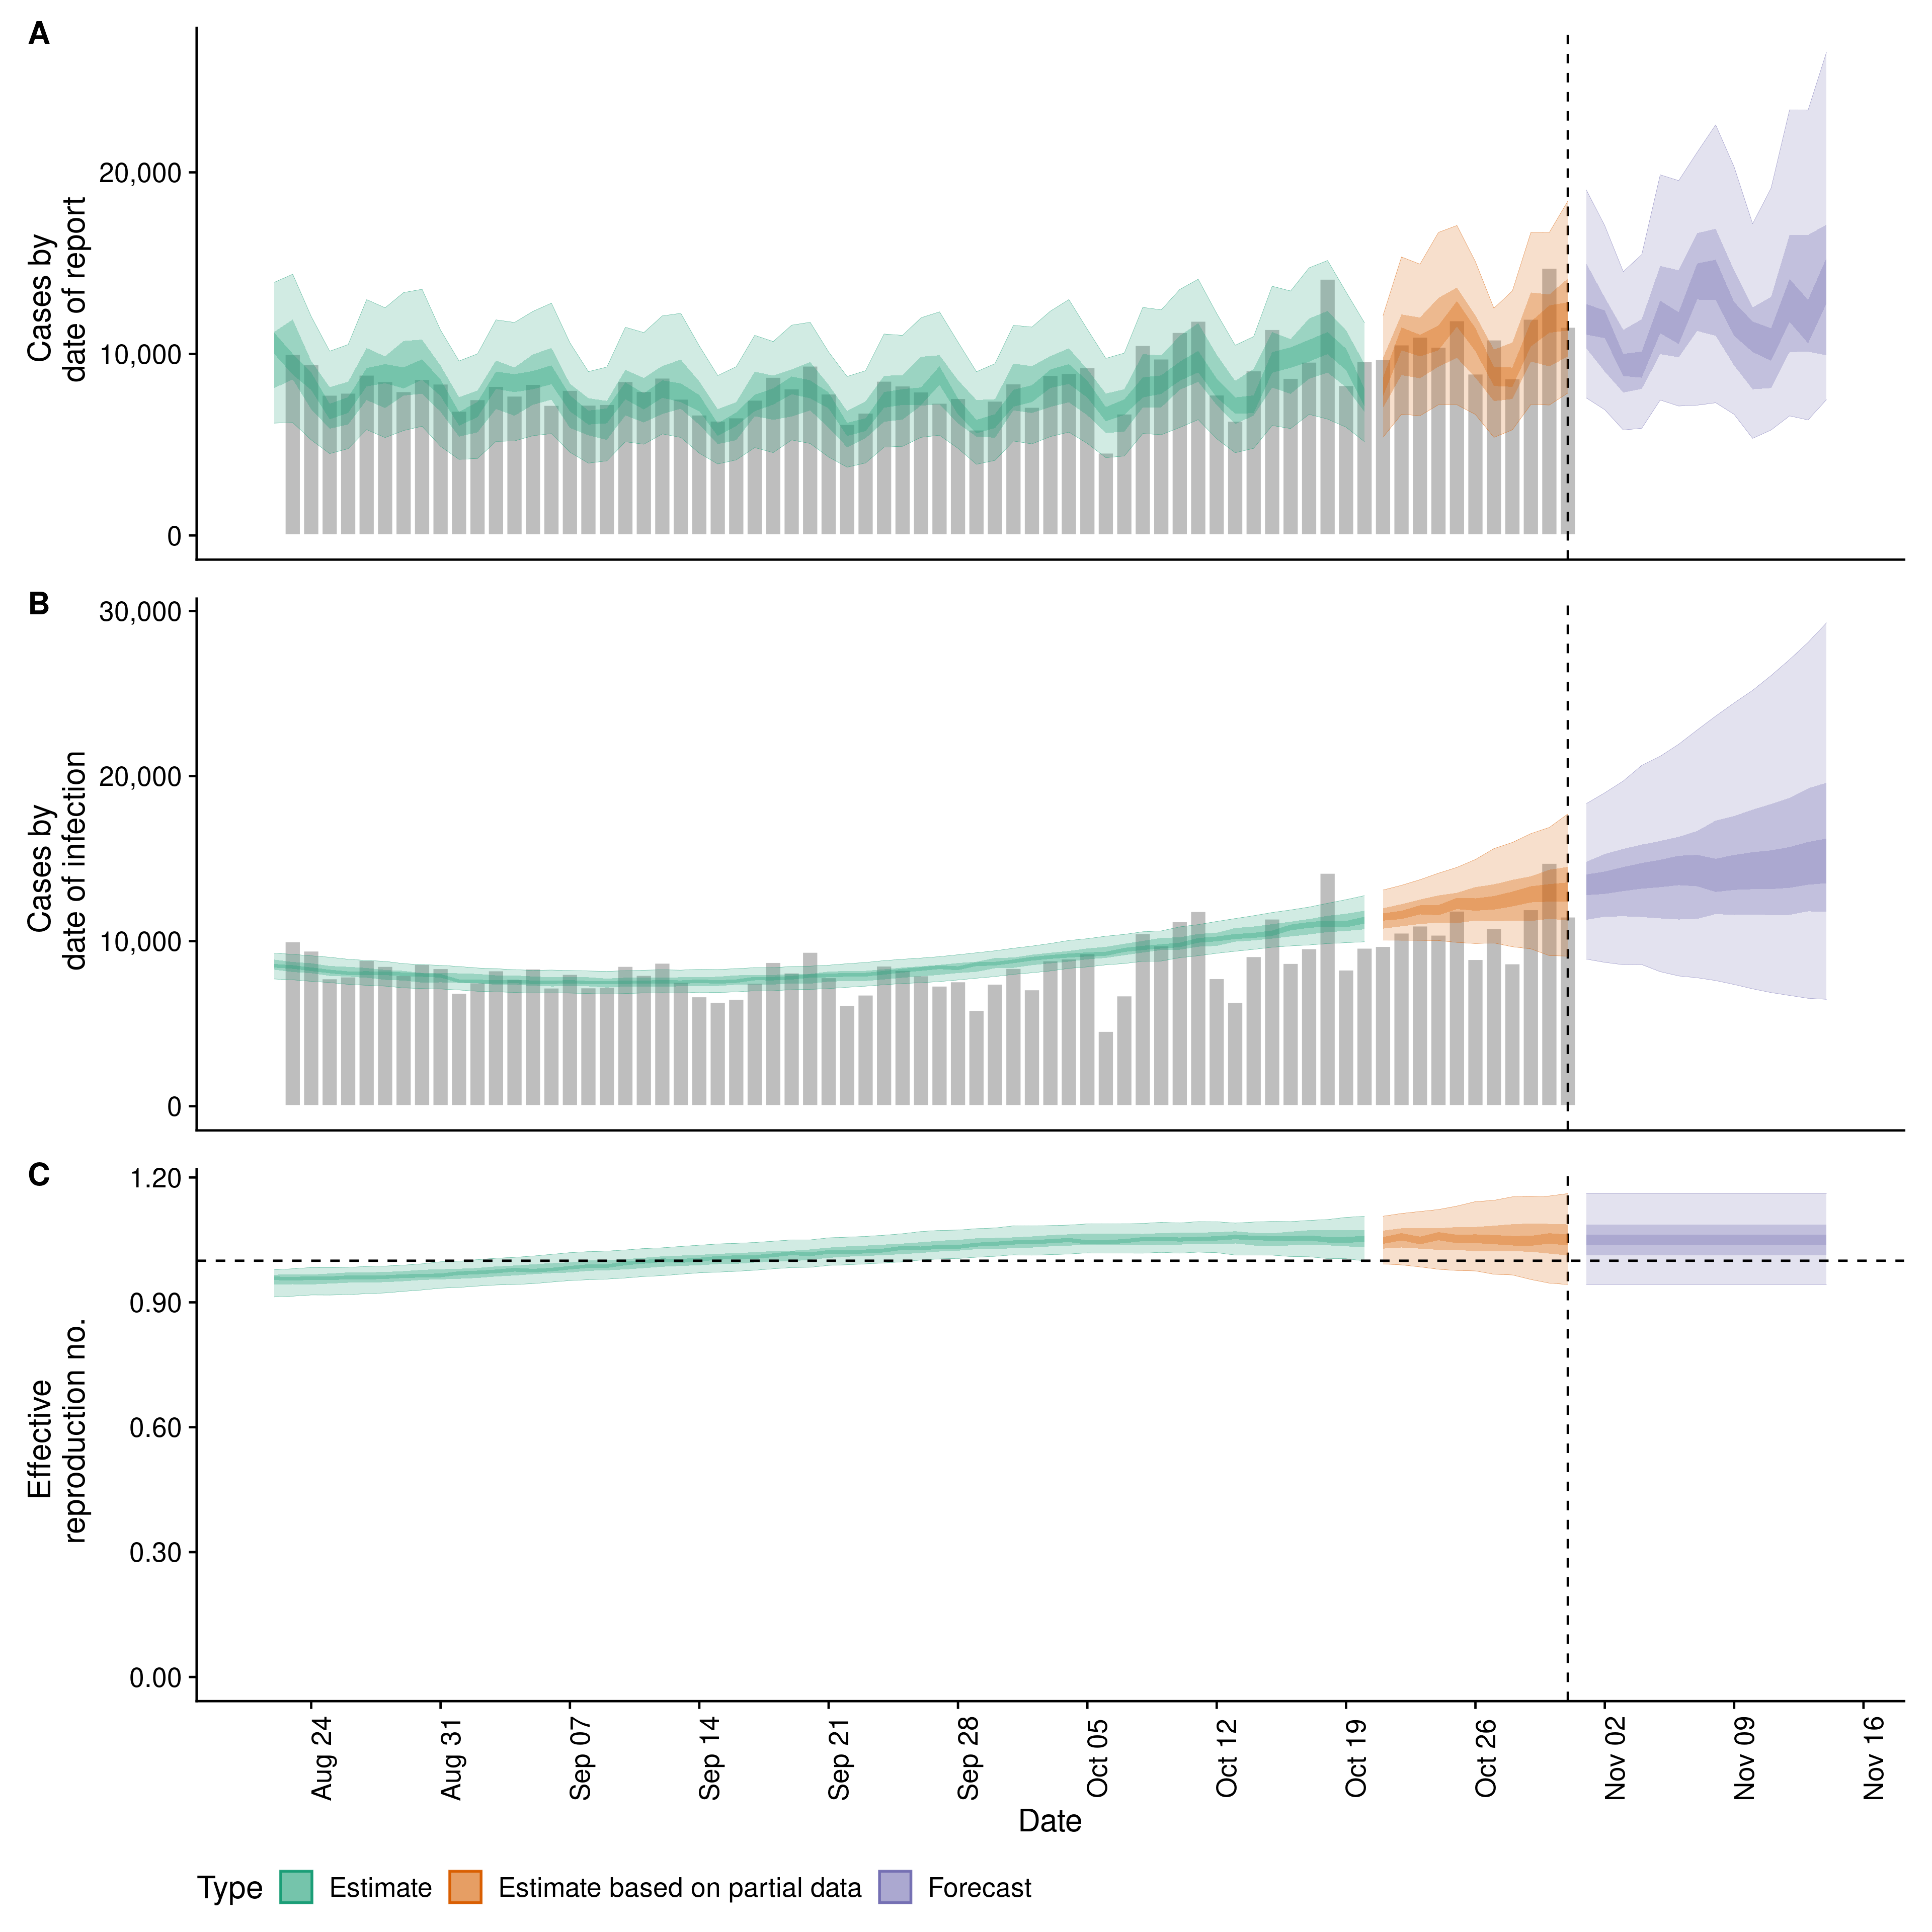 A
Cases by
date of report
20,000
10,000
0
B
Cases by
date of infection
30,000
20,000
10,000
0
C
Effective
reproduction no.
1.20
0.90
0.60
0.30
0.00
Aug 24
Aug 31
Sep 07
Sep 14
Sep 21
Sep 28
Oct 05
Oct 12
Oct 19
Oct 26
Nov 02
Nov 09
Nov 16
Date
Type Estimate Estimate based on partial data Forecast